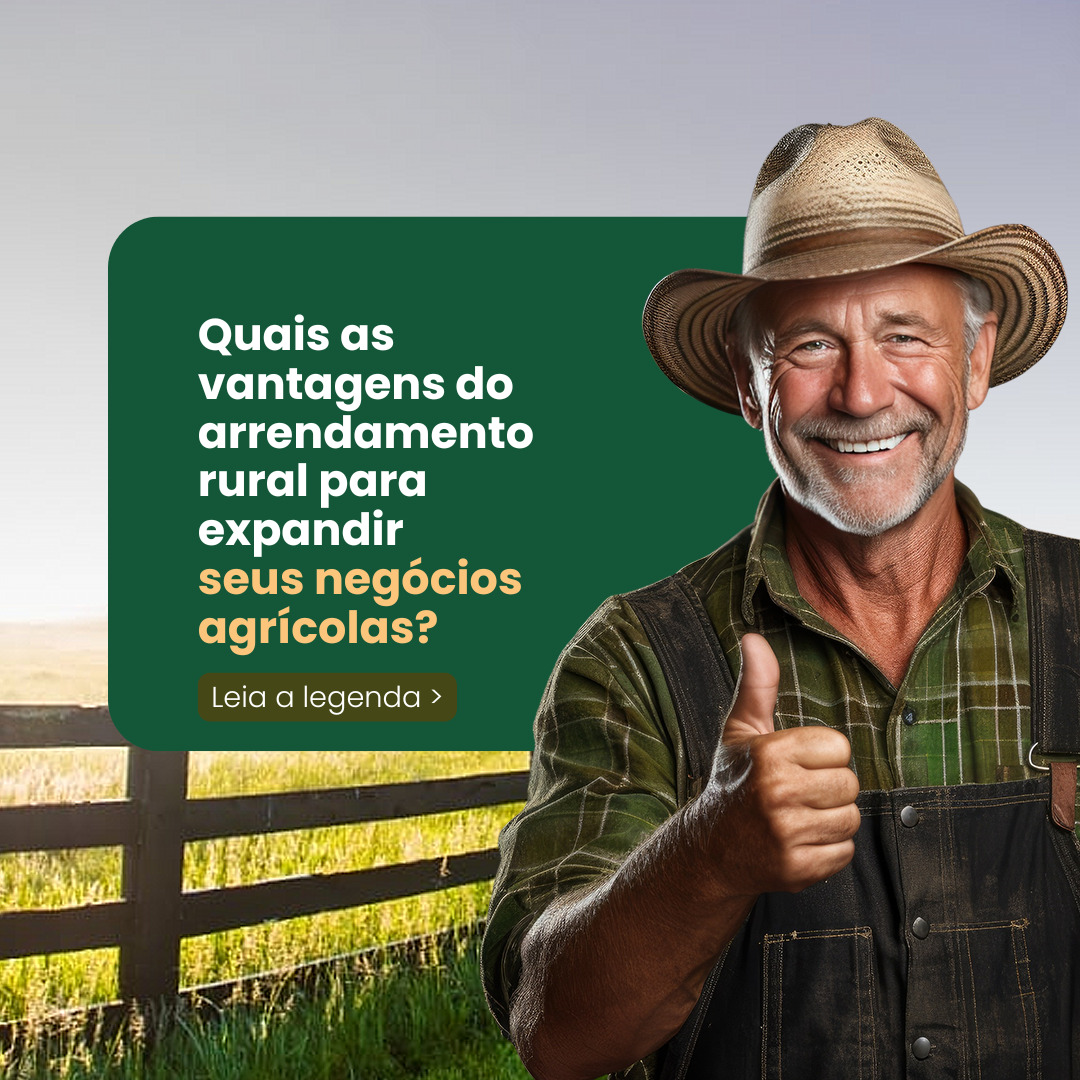 Quais as
vantagens do
arrendamento
rural para
expandir
seus negócios
agrícolas?
Leia a legenda >